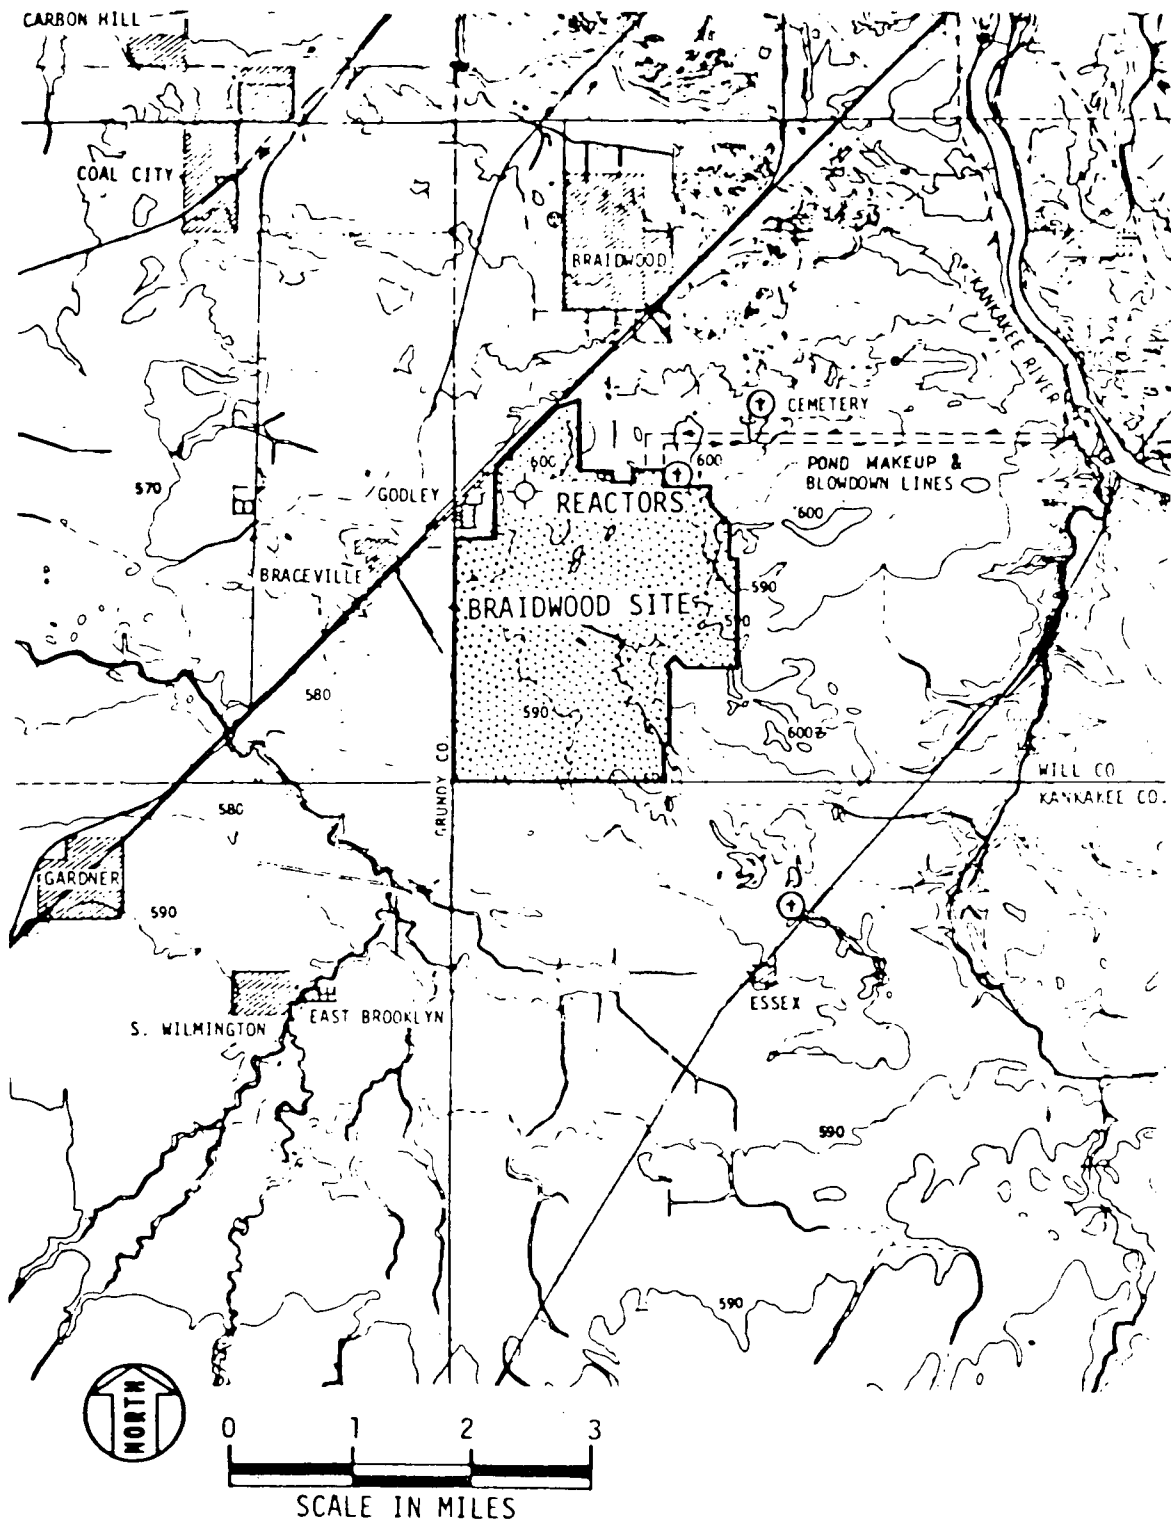 CARBON HILL
COAL CITY
BRAIDWOOD
KANKAKEE RIVER
CEMETERY
600
600
POND MAKEUP &
BLOWDOWN LINES
570
GODLEY
REACTORS
600
BRACEVILLE
590
BRAIDWOOD SITE
580
590
600
GRUNDY CO
WILL CO
KANKAKEE CO.
580
GARDNER
590
ESSEX
S. WILMINGTON
EAST BROOKLYN
590
590
NORTH
0 1 2 3
SCALE IN MILES